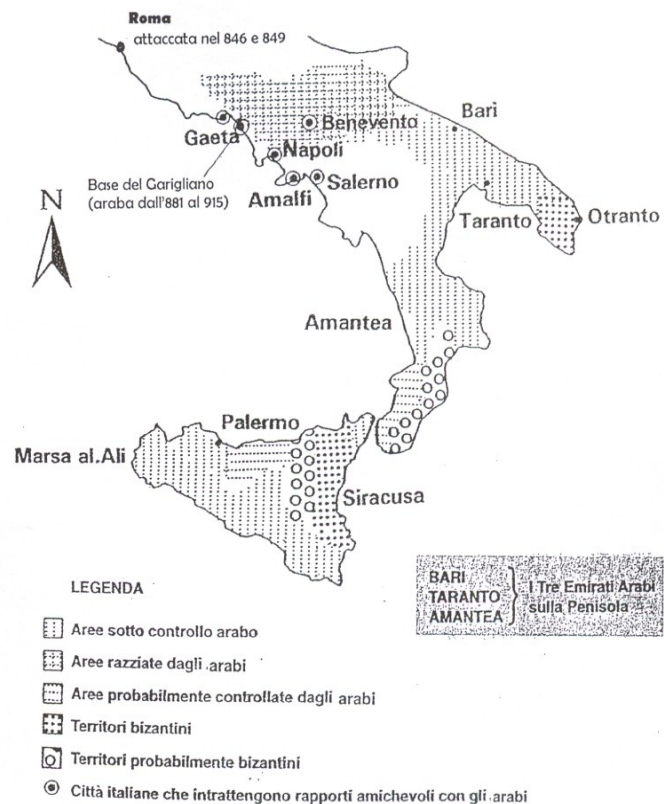 Roma
attaccata nel 846 e 849
Bari
Gaeta
Benevento
Napoli
Base del Garigliano
(araba dall'881 al 915)
Amalfi
Salerno
N
Taranto
Otranto
Amantea
Palermo
Marsa al.Ali
Siracusa
BARI
TARANTO
AMANTEA
I Tre Emirati Arabi
sulla Penisola
LEGENDA
Aree sotto controllo arabo
Aree razziate dagli arabi
Aree probabilmente controllate dagli arabi
Territori bizantini
Territori probabilmente bizantini
Città italiane che intrattengono rapporti amichevoli con gli arabi